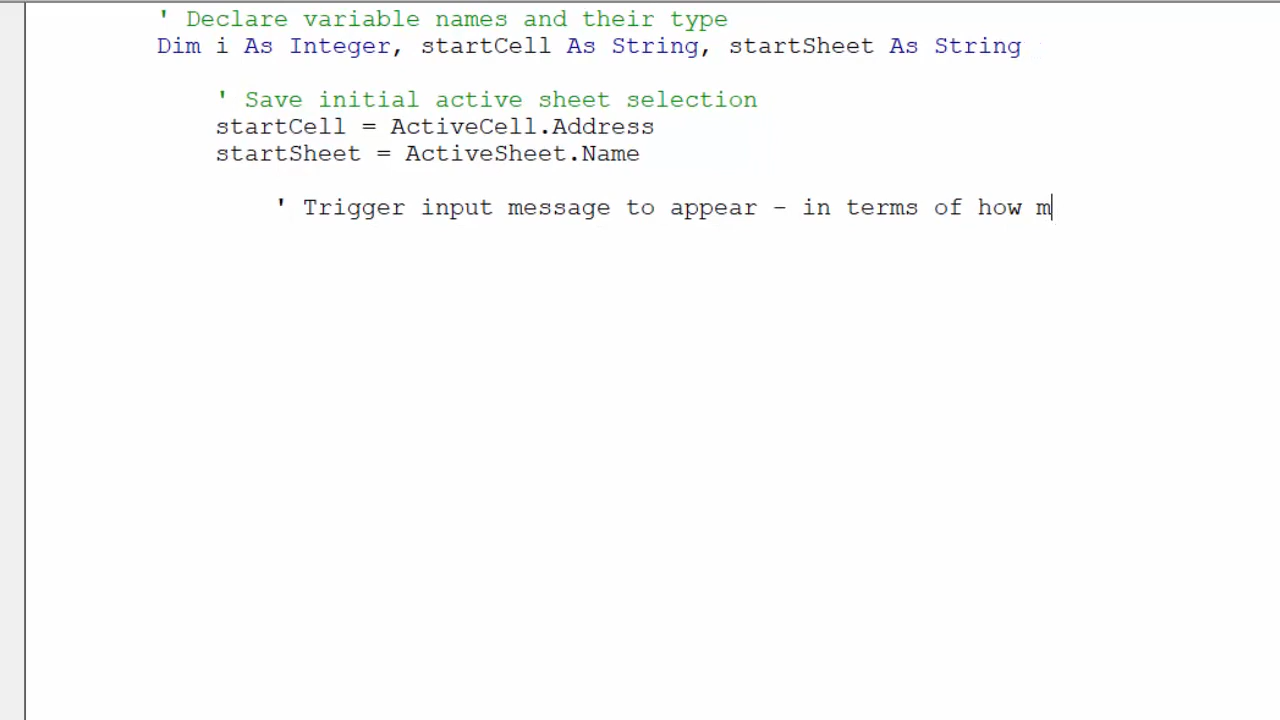 ' Declare variable names and their type
Dim i As Integer, startCell As String, startSheet As String
' Save initial active sheet selection
startCell = ActiveCell.Address
startSheet = ActiveSheet.Name
' Trigger input message to appear - in terms of how m